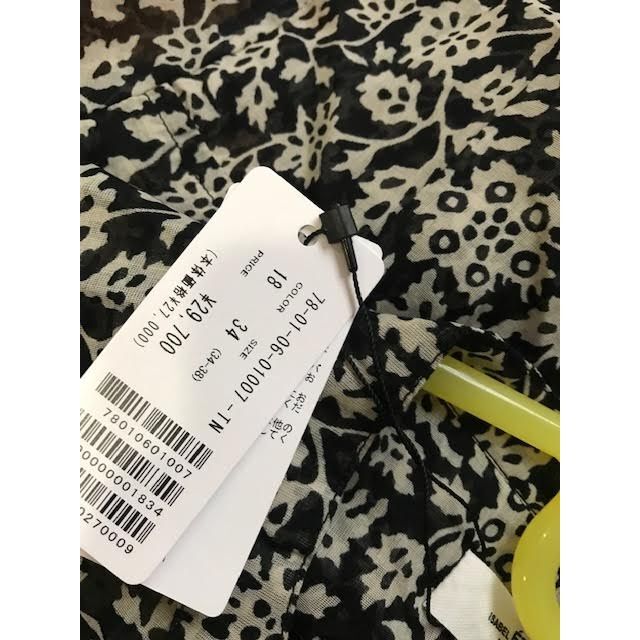 78-01-06-01007-TN
COLOR SIZE
18 34 (34-38)
PRICE ¥29,700
(本体価格¥27,000)
78010601007
0000001834
0270009
ISABEL